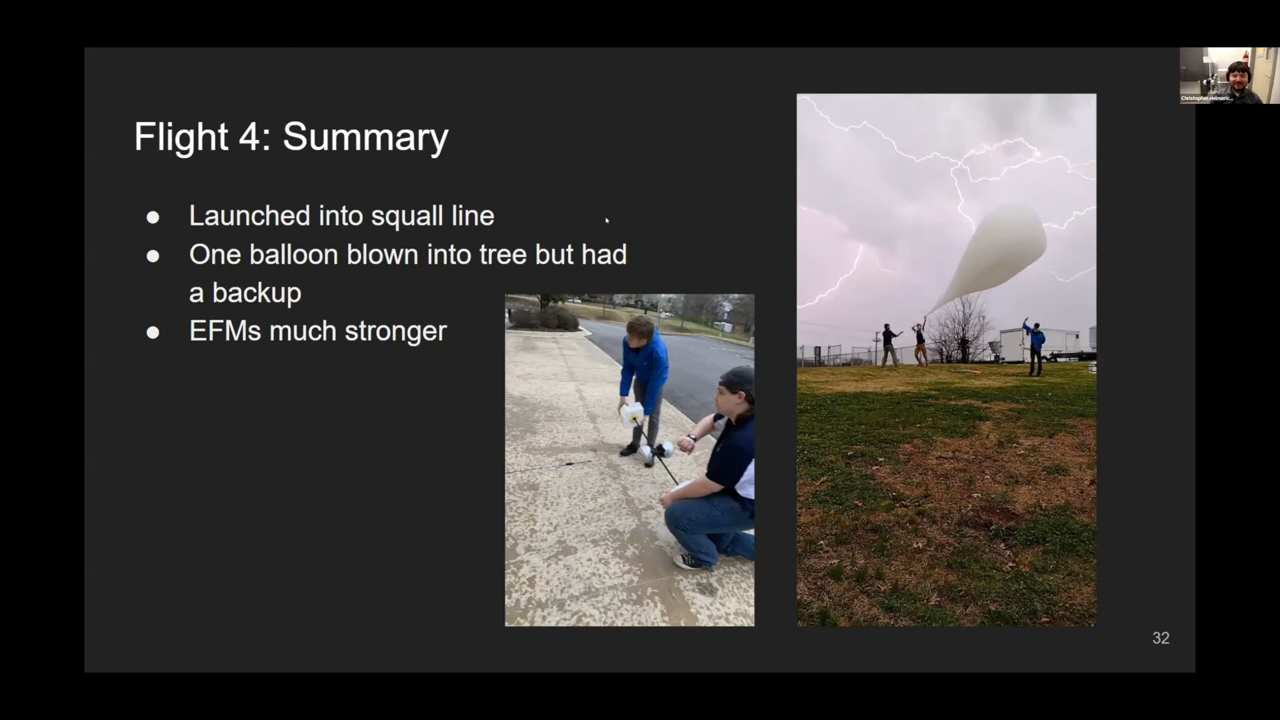 Flight 4: Summary
● Launched into squall line
● One balloon blown into tree but had
a backup
● EFMs much stronger
32